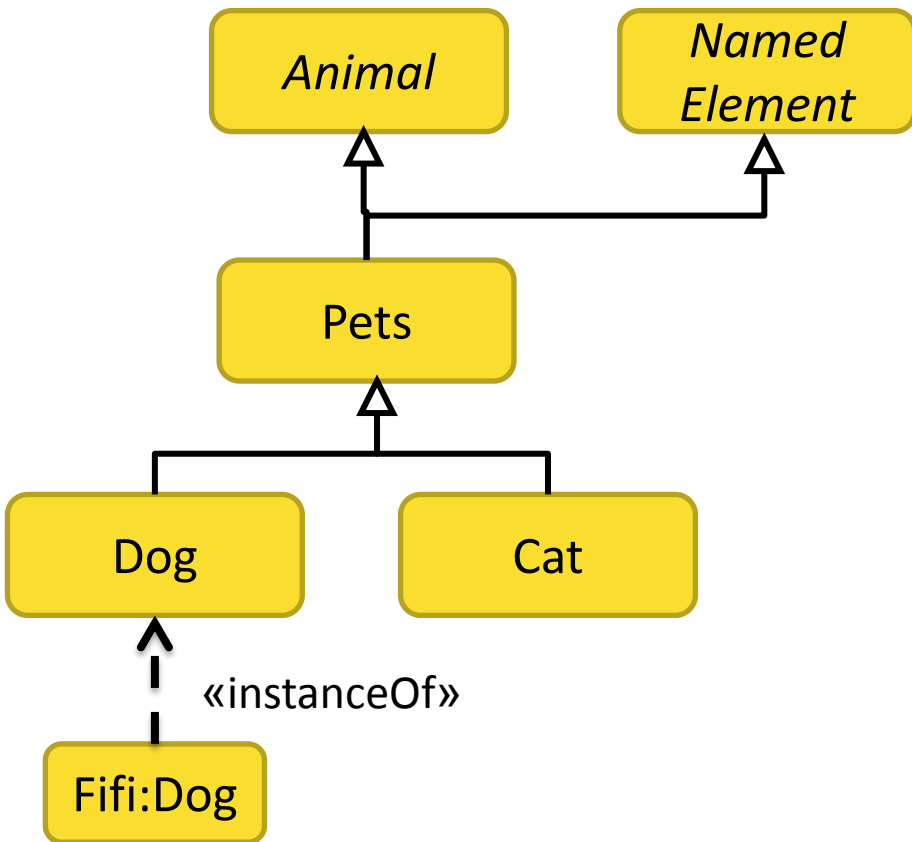 Animal
Named
Element
Pets
Dog
Cat
«instanceOf»
Fifi:Dog